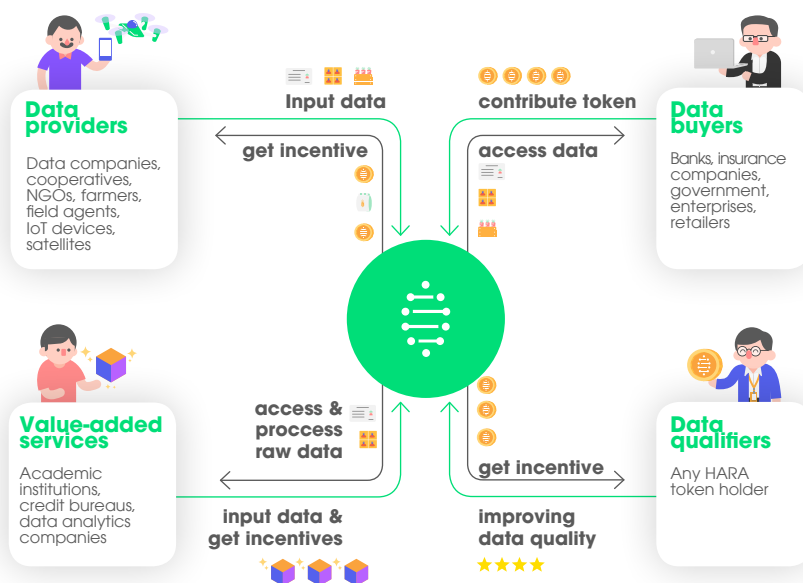 Input data
contribute token
Data
providers
get incentive
access data
Data
buyers
Data companies,
cooperatives,
NGOs, farmers,
field agents,
IoT devices,
satellites
Banks, insurance
companies,
government,
enterprises,
retailers
Value-added
services
access &
proccess
raw data
Data
qualifiers
Academic
institutions,
credit bureaus,
data analytics
companies
get incentive
Any HARA
token holder
input data &
get incentives
improving
data quality